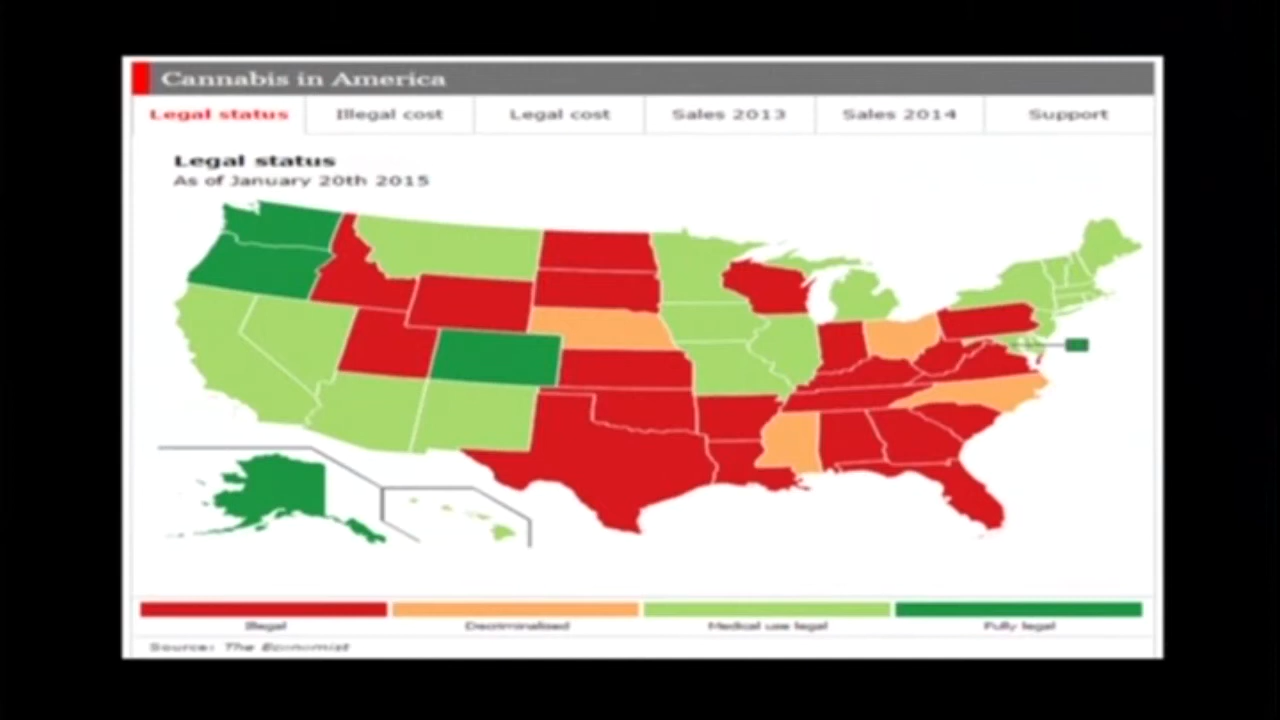 Cannabis in America
Legal status Illegal cost Legal cost Sales 2013 Sales 2014 Support
Legal status
As of January 20th 2015
Illegal Decriminalised Medical use legal Fully legal
Source: The Economist